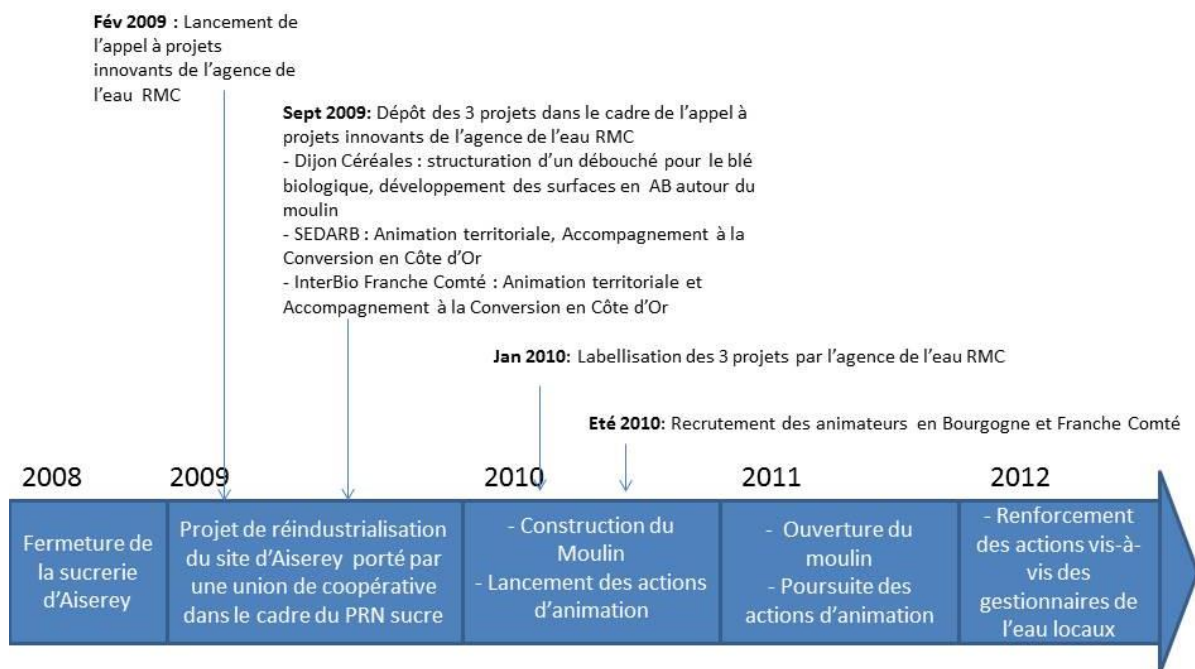 Fév 2009 : Lancement de
l'appel à projets
innovants de l'agence de
l'eau RMC
Sept 2009: Dépôt des 3 projets dans le cadre de l'appel à
projets innovants de l'agence de l'eau RMC
- Dijon Céréales : structuration d'un débouché pour le blé
biologique, développement des surfaces en AB autour du
moulin
- SEDARB : Animation territoriale, Accompagnement à la
Conversion en Côte d'Or
- InterBio Franche Comté : Animation territoriale et
Accompagnement à la Conversion en Côte d'Or
Jan 2010: Labellisation des 3 projets par l'agence de l'eau RMC
Eté 2010: Recrutement des animateurs en Bourgogne et Franche Comté
2008
2009
2010
2011
2012
Fermeture de
la sucrerie
d'Aiserey
Projet de réindustrialisation
du site d'Aiserey porté par
une union de coopérative
dans le cadre du PRN sucre
- Construction du
Moulin
- Lancement des actions
d'animation
- Ouverture du
moulin
- Poursuite des
actions d'animation
- Renforcement
des actions vis-à-
vis des
gestionnaires de
l'eau locaux